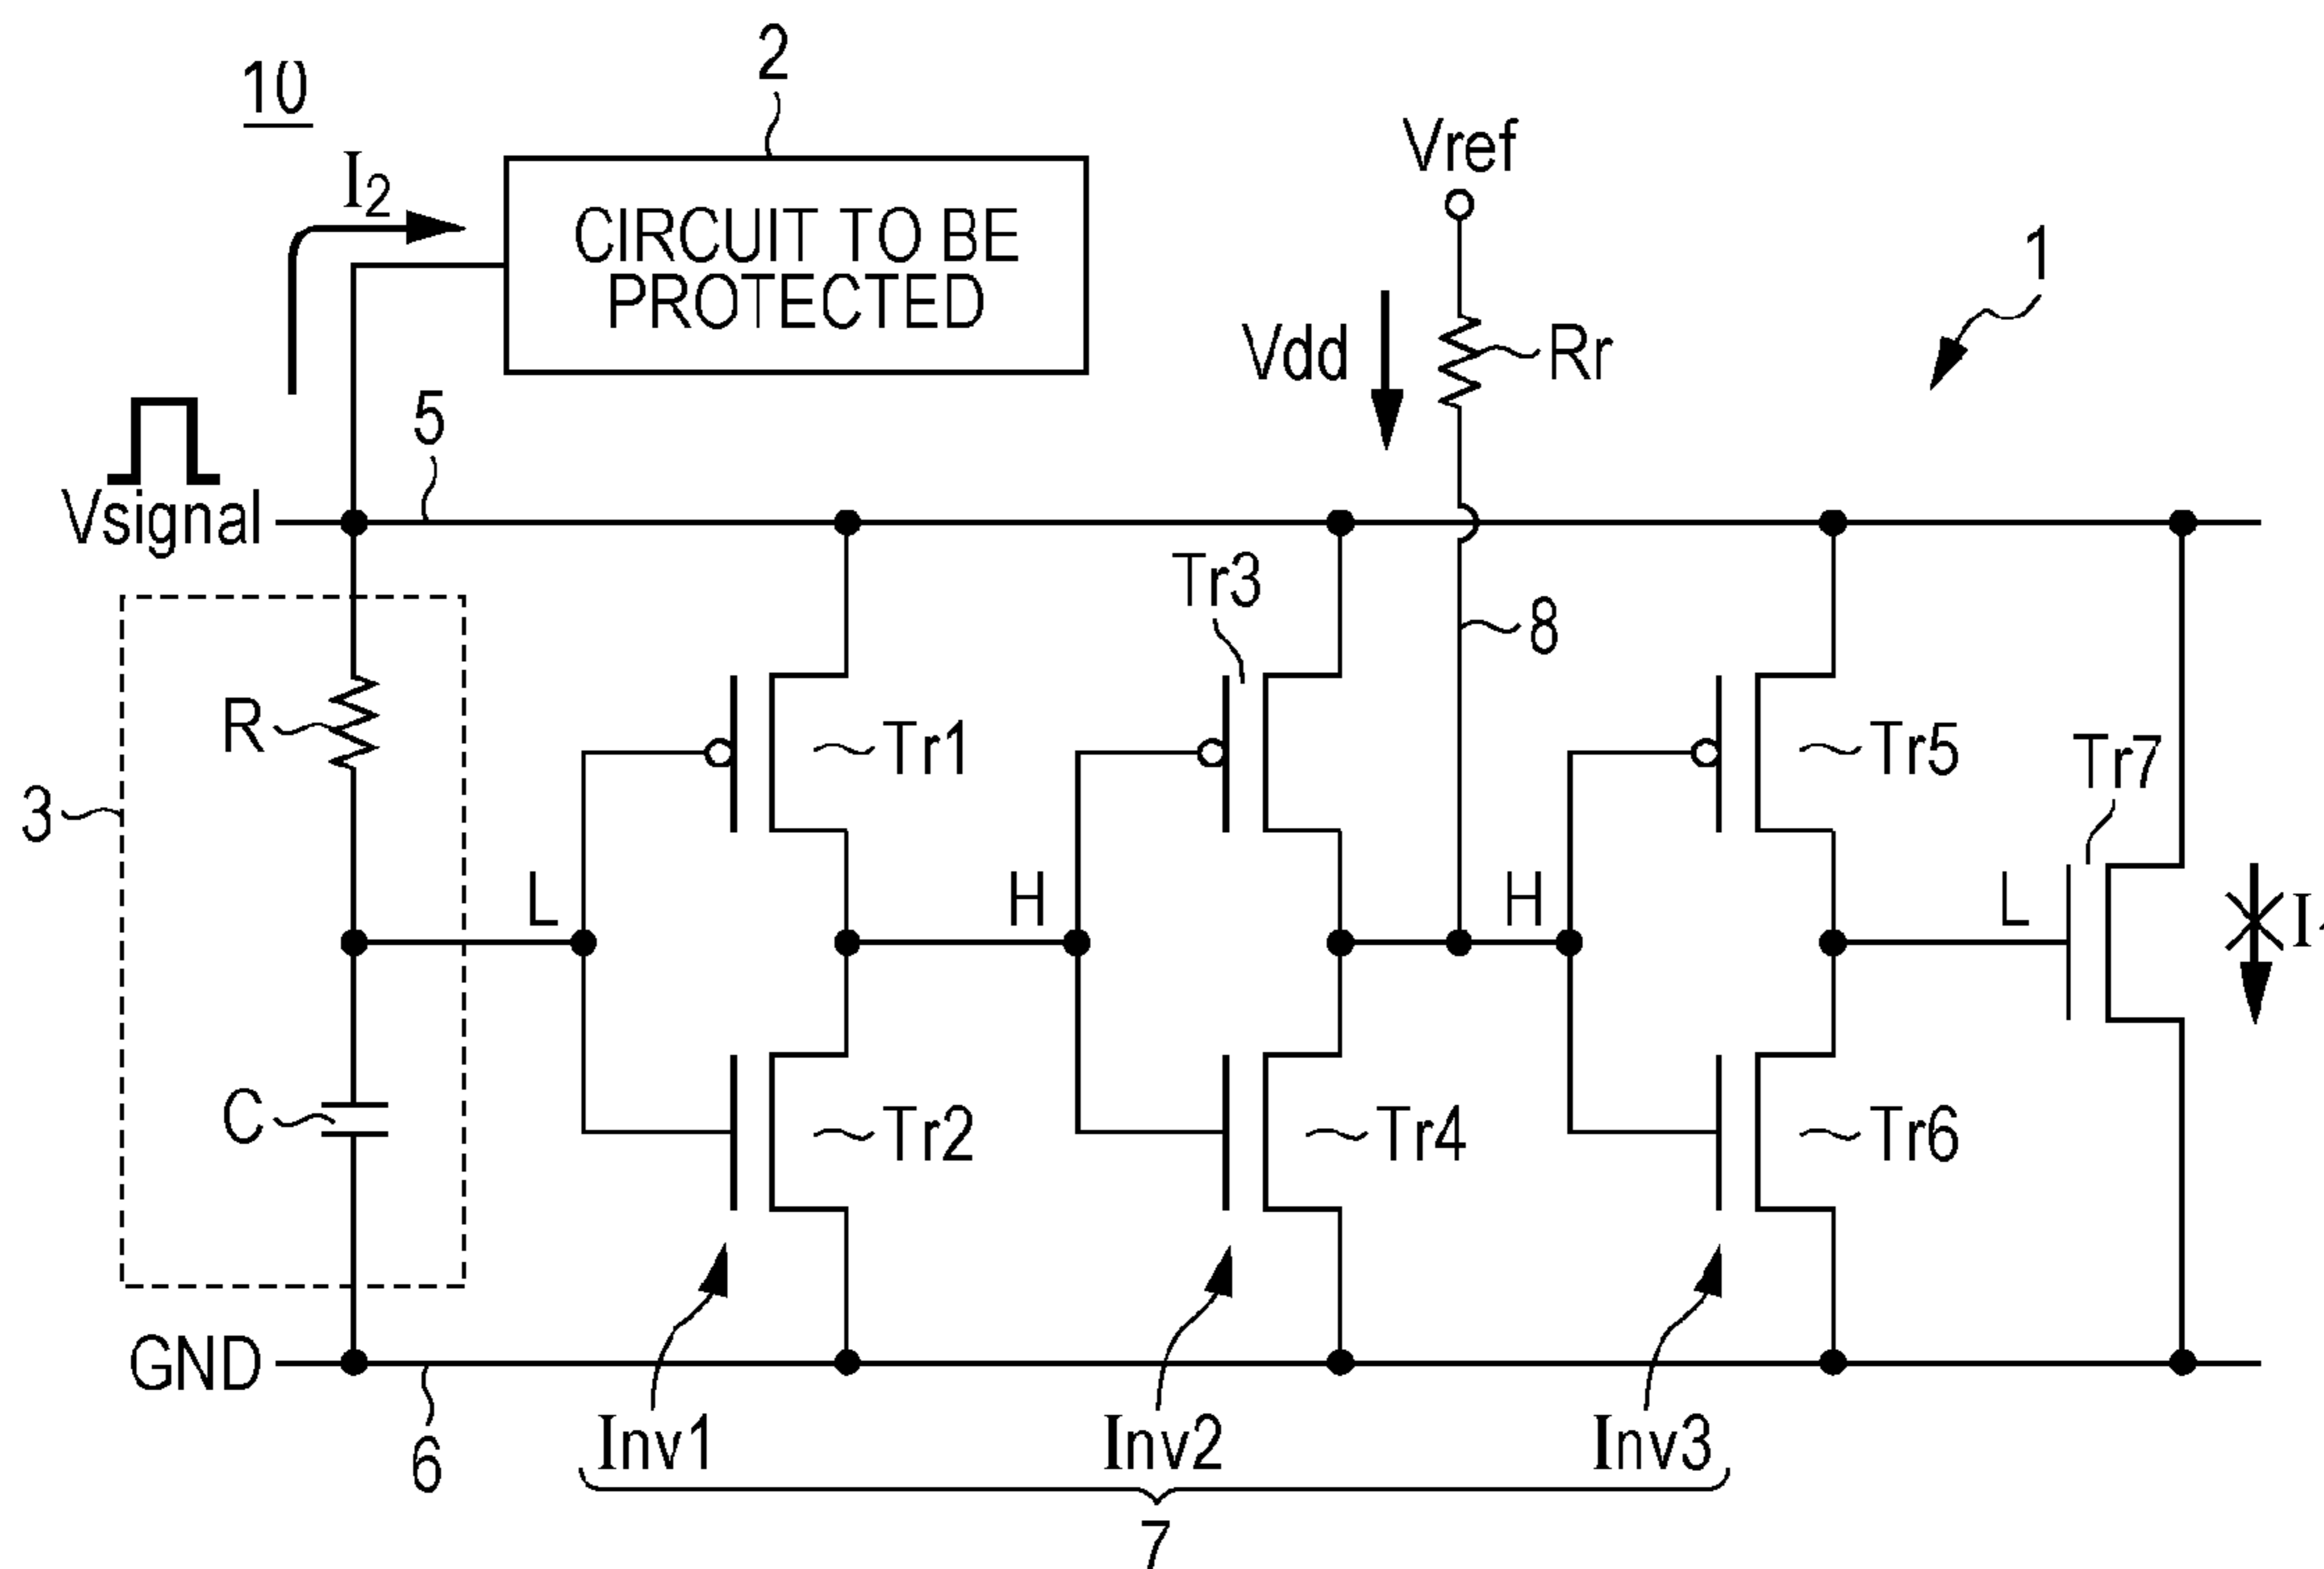 10
2
I2
CIRCUIT TO BE
PROTECTED
Vref
1
Vdd
Rr
5
Vsignal
Tr3
8
R
Tr1
Tr5
Tr7
3
L
H
H
L
I
C
Tr2
Tr4
Tr6
GND
6
Inv1
Inv2
Inv3
7